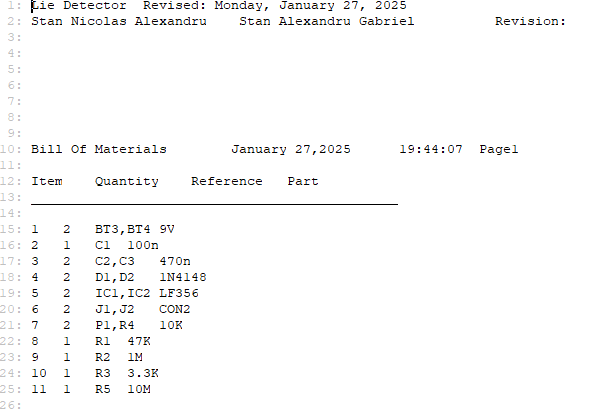 1: Lie Detector  Revised: Monday, January 27, 2025
2: Stan Nicolas Alexandru    Stan Alexandru Gabriel          Revision:
3:
4:
5:
6:
7:
8:
9:
10: Bill Of Materials        January 27,2025      19:44:07  Page1
11:
12: Item    Quantity    Reference   Part
13: ______________________________________________
14:
15: 1   2   BT3,BT4 9V
16: 2   1   C1  100n
17: 3   2   C2,C3   470n
18: 4   2   D1,D2   1N4148
19: 5   2   IC1,IC2 LF356
20: 6   2   J1,J2   CON2
21: 7   2   P1,R4   10K
22: 8   1   R1  47K
23: 9   1   R2  1M
24: 10  1   R3  3.3K
25: 11  1   R5  10M
26: